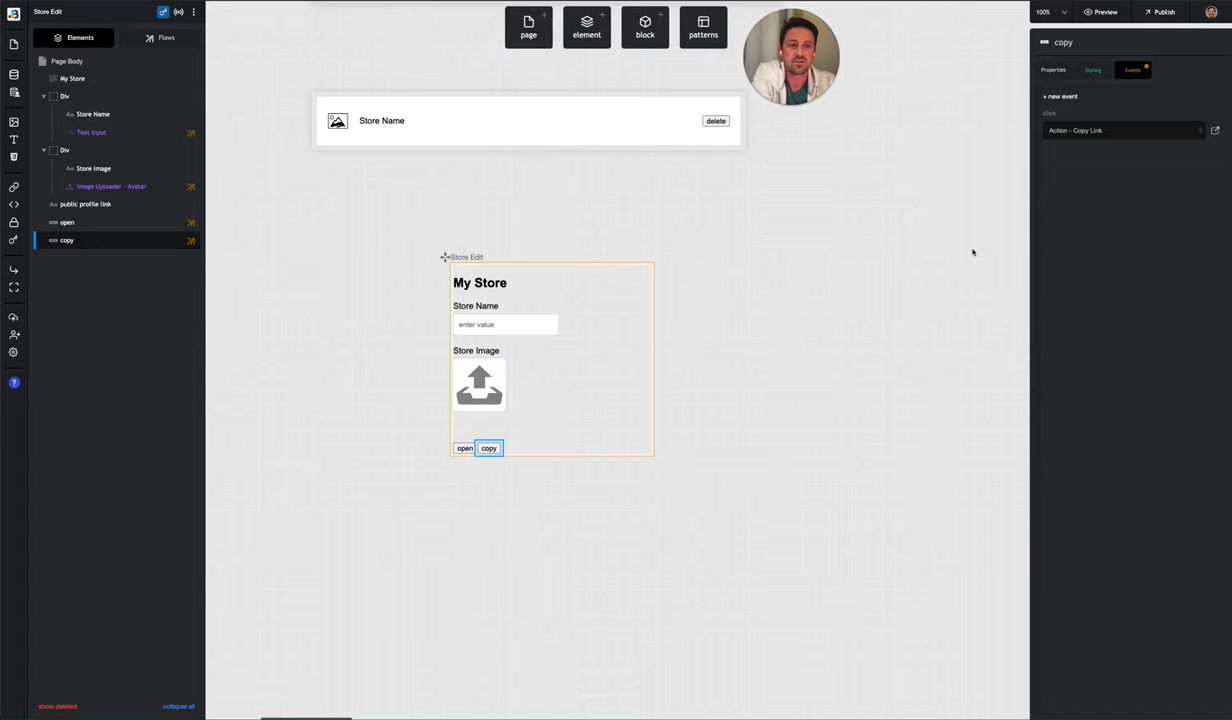 Store Edit
Elements
Flows
Page Body
My Store
Div
Store Name
Text Input
Div
Store Image
Image Uploader - Avatar
public profile link
open
copy
show deleted
collapse all
page
element
block
patterns
Store Name
delete
Store Edit
My Store
Store Name
enter value
Store Image
open
copy
100%
Preview
Publish
copy
Properties
Styling
Events
+ new event
click
Action - Copy Link